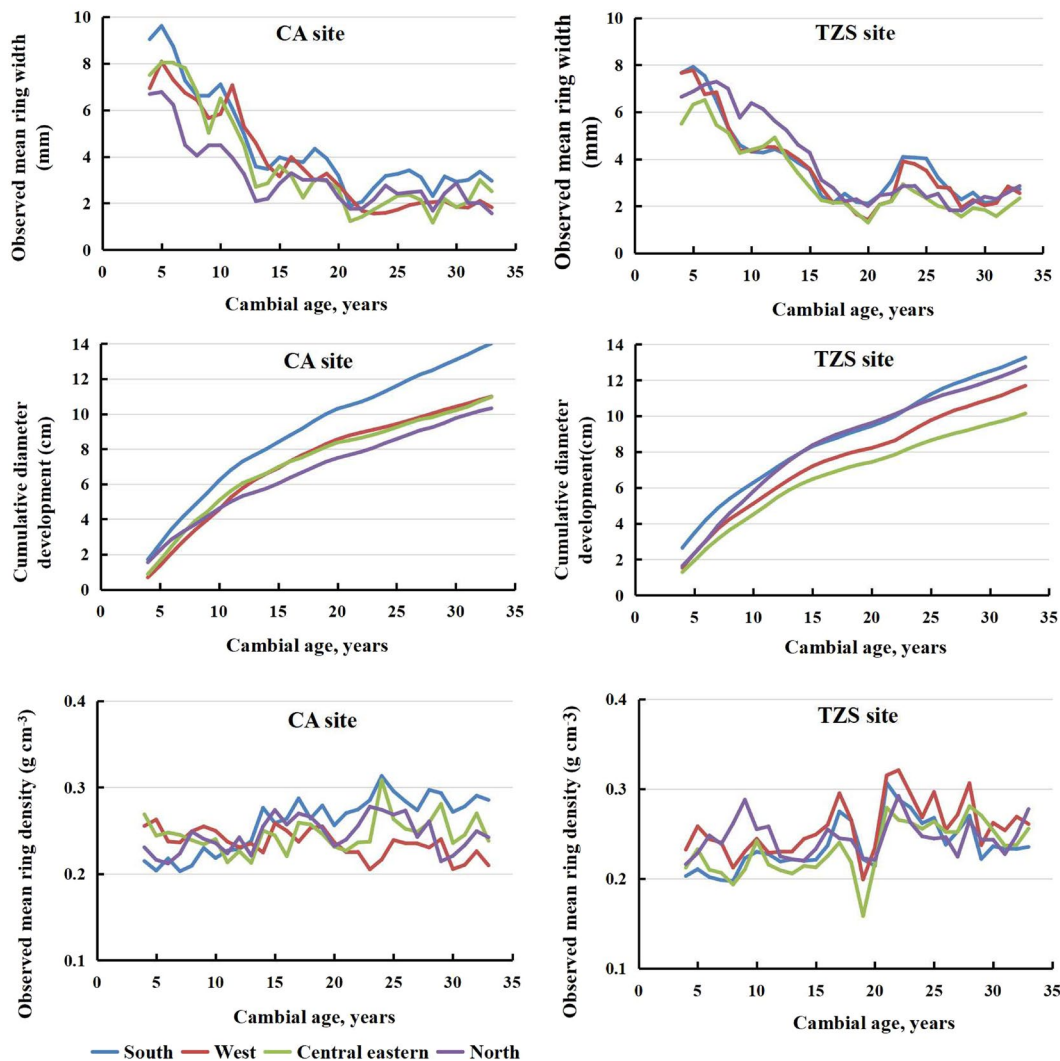 Observed mean ring width
(mm)
CA site
10
8
6
4
2
0
0 5 10 15 20 25 30 35
Cambial age, years
Observed mean ring width
(mm)
TZS site
10
8
6
4
2
0
0 5 10 15 20 25 30 35
Cambial age, years
Cumulative diameter
development (cm)
CA site
14
12
10
8
6
4
2
0
0 5 10 15 20 25 30 35
Cambial age, years
Cumulative diameter
development(cm)
TZS site
14
12
10
8
6
4
2
0
0 5 10 15 20 25 30 35
Cambial age, years
Observed mean ring density (g cm-3)
CA site
0.4
0.3
0.2
0.1
0 5 10 15 20 25 30 35
Cambial age, years
Observed mean ring density (g cm-3)
TZS site
0.4
0.3
0.2
0.1
0 5 10 15 20 25 30 35
Cambial age, years
South West Central eastern North